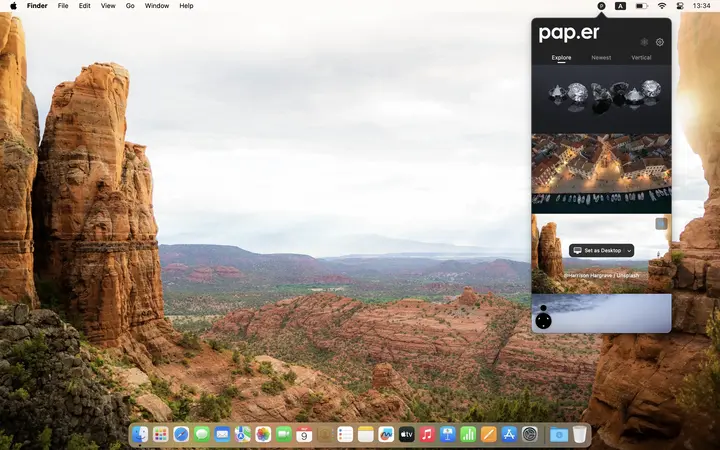 Finder File Edit View Go Window Help
A
13:34
pap.er
Explore Newest Vertical
Set as Desktop
@Harrison Hargrave / Unsplash
9
tv